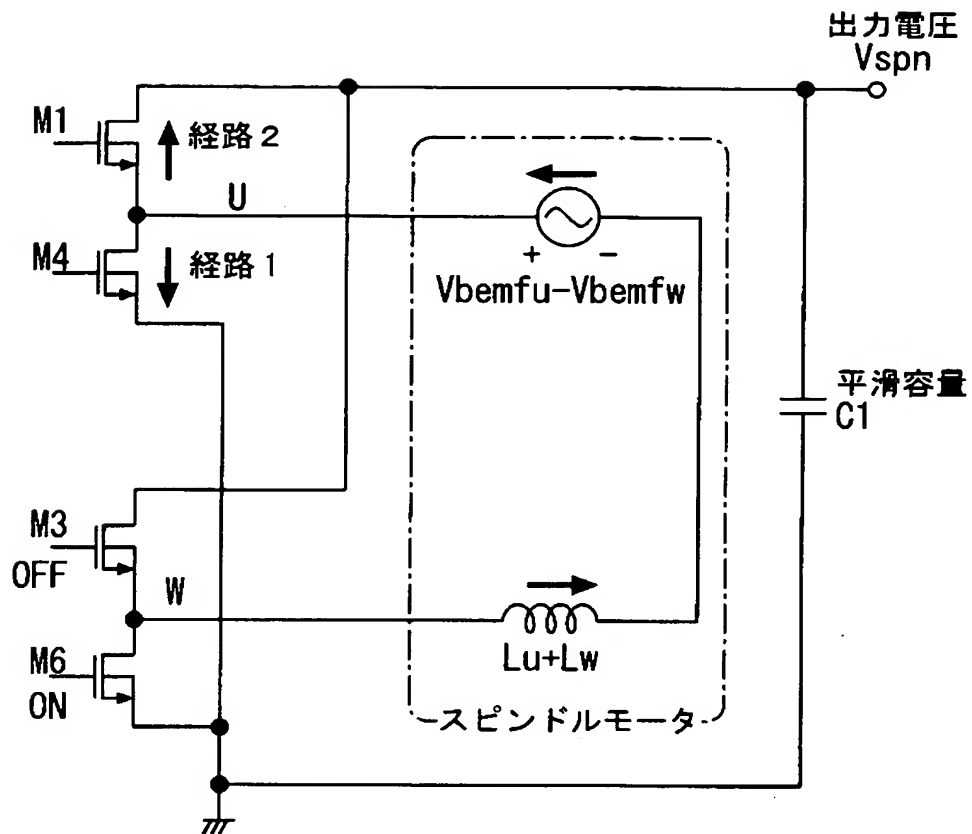 出力電圧
Vspn
M1
経路2
U
M4
経路1
+ -
Vbemfu-Vbemfw
平滑容量
C1
M3
OFF
W
Lu+Lw
M6
ON
スピンドルモータ